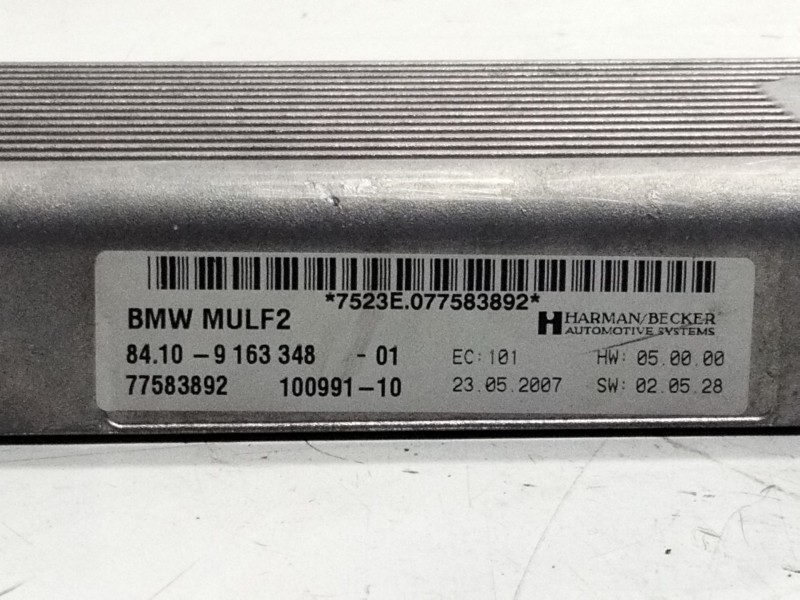 *7523E.077583892*
BMW MULF2
HARMAN/BECKER
AUTOMOTIVE SYSTEMS
84.10 - 9 163 348 - 01 EC: 101 HW: 05.00.00
77583892 100991-10 23.05.2007 SW: 02.05.28